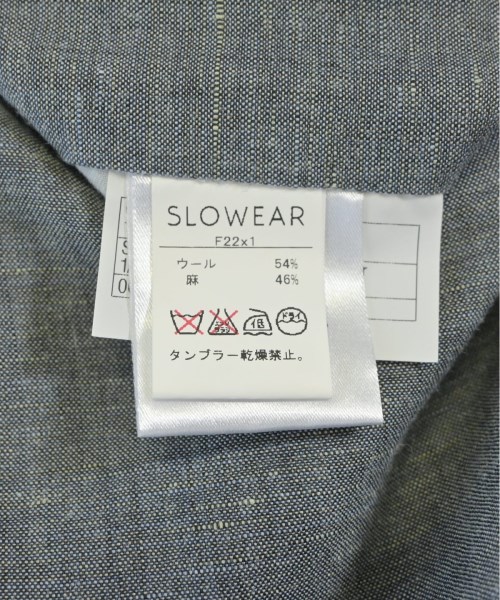 SLOWEAR
F22x1
ウール 54%
麻 46%
低 ドライ
タンブラー乾燥禁止。